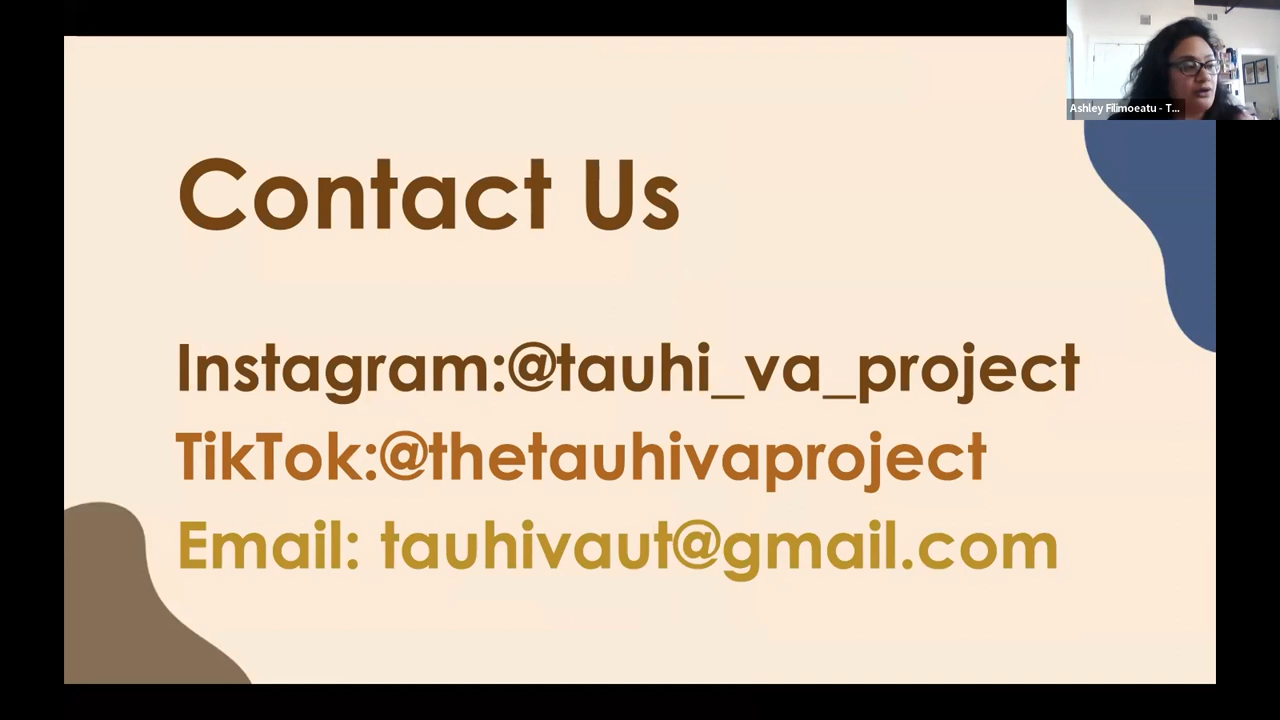 Ashley Filimoeatu - T...
Contact Us
Instagram:@tauhi_va_project
TikTok:@thetauhivaproject
Email: tauhivaut@gmail.com